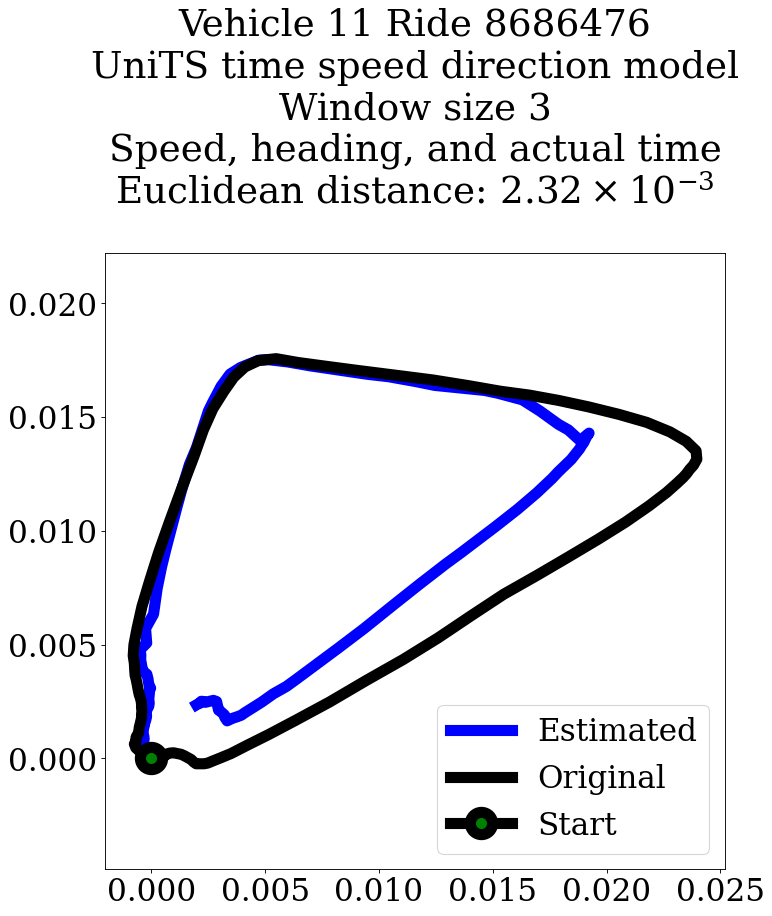 Vehicle 11 Ride 8686476
UniTS time speed direction model
Window size 3
Speed, heading, and actual time
Euclidean distance: 2.32 × 10⁻³
0.020
0.015
0.010
0.005
0.000
Estimated
Original
Start
0.000 0.005 0.010 0.015 0.020 0.025